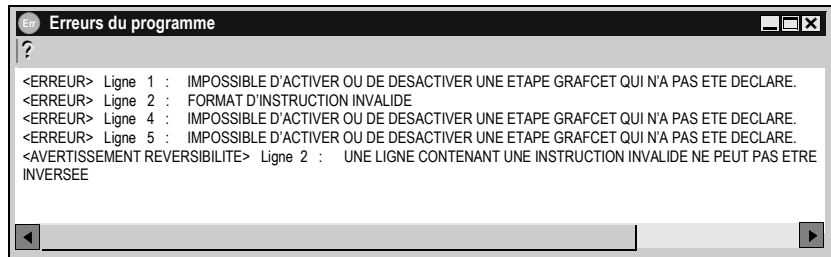 Err Erreurs du programme
?
<ERREUR> Ligne 1 : IMPOSSIBLE D'ACTIVER OU DE DESACTIVER UNE ETAPE GRAFCET QUI N'A PAS ETE DECLARE.
<ERREUR> Ligne 2 : FORMAT D'INSTRUCTION INVALIDE
<ERREUR> Ligne 4 : IMPOSSIBLE D'ACTIVER OU DE DESACTIVER UNE ETAPE GRAFCET QUI N'A PAS ETE DECLARE.
<ERREUR> Ligne 5 : IMPOSSIBLE D'ACTIVER OU DE DESACTIVER UNE ETAPE GRAFCET QUI N'A PAS ETE DECLARE.
<AVERTISSEMENT REVERSIBILITE> Ligne 2 : UNE LIGNE CONTENANT UNE INSTRUCTION INVALIDE NE PEUT PAS ETRE
INVERSEE